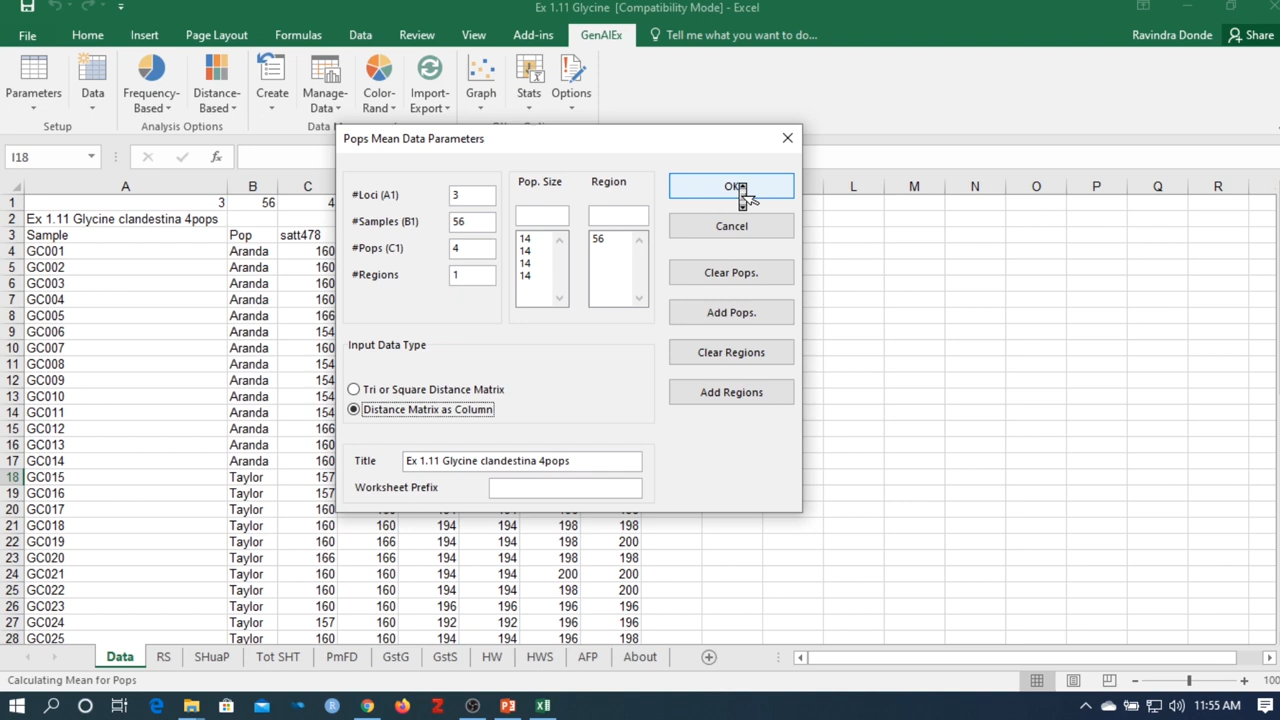 Ex 1.11 Glycine [Compatibility Mode] - Excel
File Home Insert Page Layout Formulas Data Review View Add-ins GenAlEx Tell me what you want to do... Ravindra Donde Share
Parameters Data Frequency-Based Distance-Based Create Manage-Data Color-Rand Import-Export Graph Stats Options
Setup Analysis Options Data M
I18
Pops Mean Data Parameters
#Loci (A1) 3
#Samples (B1) 56
#Pops (C1) 4
#Regions 1
Pop. Size Region
14 56
14
14
14
OK
Cancel
Clear Pops.
Add Pops.
Clear Regions
Add Regions
Input Data Type
Tri or Square Distance Matrix
Distance Matrix as Column
Title Ex 1.11 Glycine clandestina 4pops
Worksheet Prefix
A B C L M N O P Q R
1 3 56 4
2 Ex 1.11 Glycine clandestina 4pops
3 Sample Pop satt478
4 GC001 Aranda 160
5 GC002 Aranda 160
6 GC003 Aranda 160
7 GC004 Aranda 160
8 GC005 Aranda 166
9 GC006 Aranda 154
10 GC007 Aranda 160
11 GC008 Aranda 154
12 GC009 Aranda 160
13 GC010 Aranda 154
14 GC011 Aranda 154
15 GC012 Aranda 166
16 GC013 Aranda 160
17 GC014 Aranda 160
18 GC015 Taylor 157
19 GC016 Taylor 157
20 GC017 Taylor 160
21 GC018 Taylor 160 160 194 194 198 198
22 GC019 Taylor 160 160 194 194 198 200
23 GC020 Taylor 166 166 194 194 198 198
24 GC021 Taylor 160 160 194 194 200 200
25 GC022 Taylor 160 160 194 194 198 200
26 GC023 Taylor 160 160 196 196 196 196
27 GC024 Taylor 157 160 192 192 196 196
28 GC025 Taylor 160 160 194 194 196 198
Data RS SHuaP Tot SHT PmFD GstG GstS HW HWS AFP About
Calculating Mean for Pops 100
11:55 AM